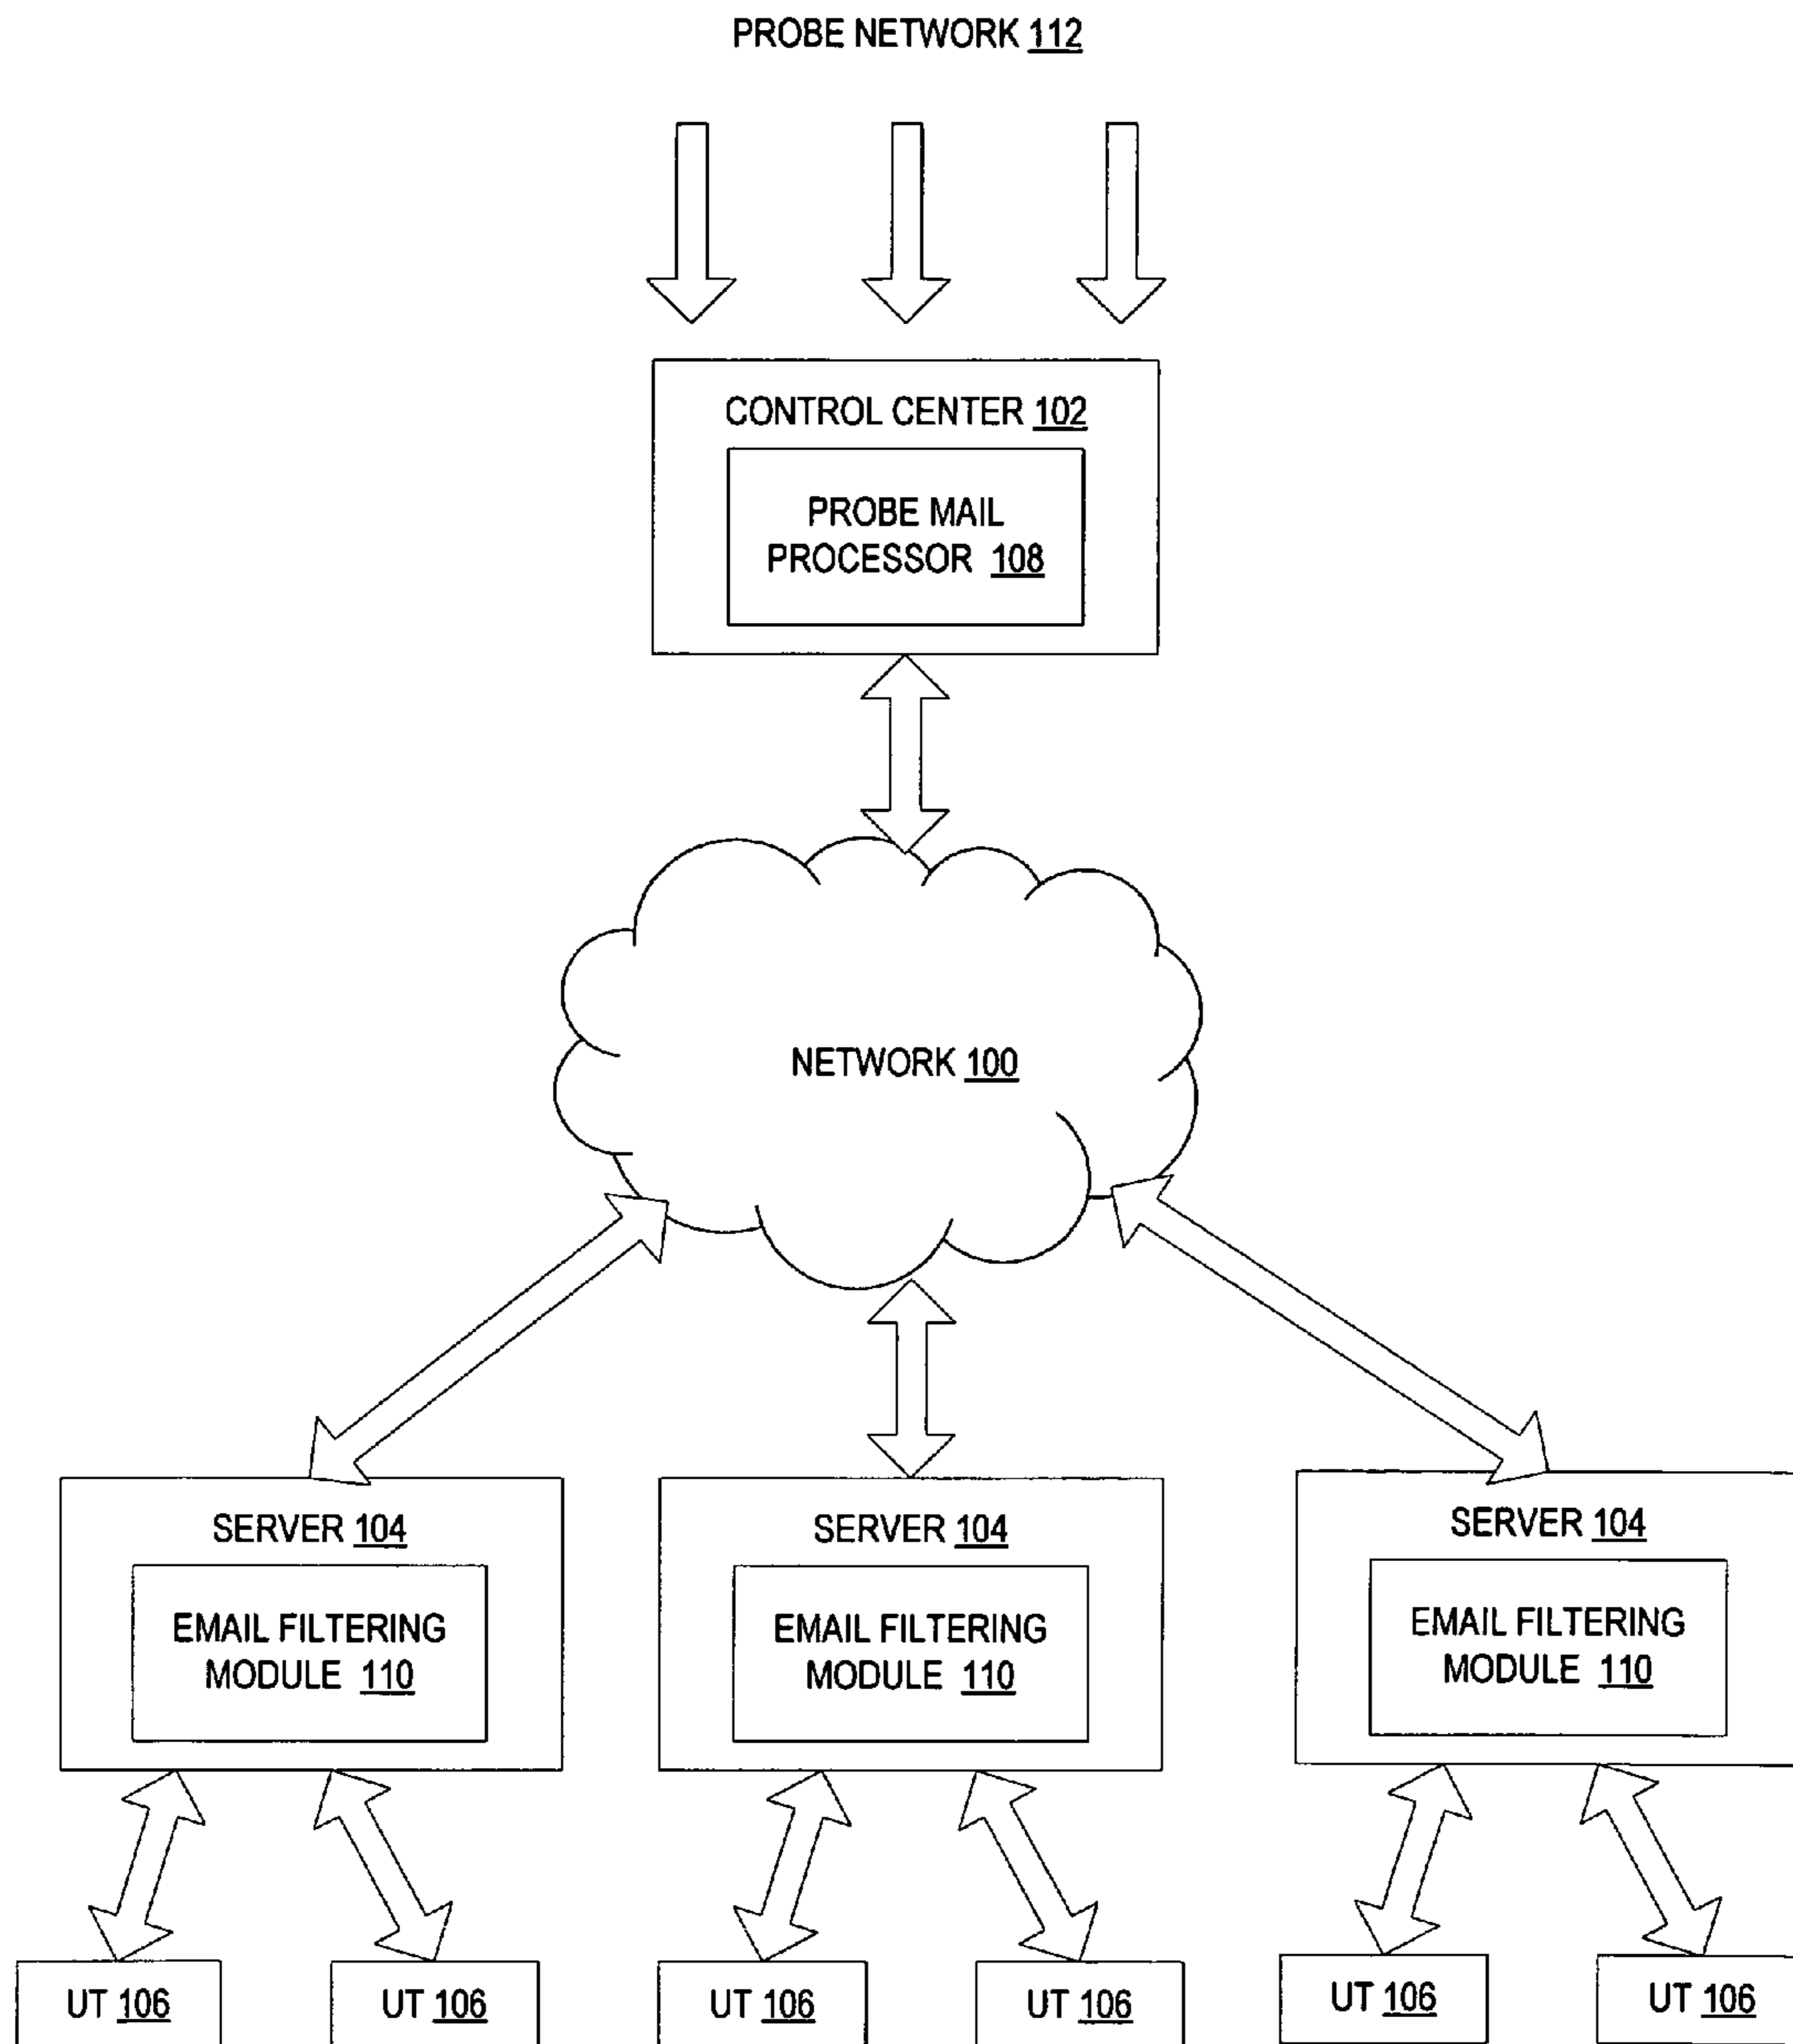 PROBE NETWORK 112
CONTROL CENTER 102
PROBE MAIL
PROCESSOR 108
NETWORK 100
SERVER 104
EMAIL FILTERING
MODULE 110
SERVER 104
EMAIL FILTERING
MODULE 110
SERVER 104
EMAIL FILTERING
MODULE 110
UT 106
UT 106
UT 106
UT 106
UT 106
UT 106